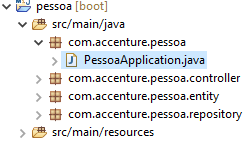 pessoa [boot]
src/main/java
com.accenture.pessoa
PessoaApplication.java
com.accenture.pessoa.controller
com.accenture.pessoa.entity
com.accenture.pessoa.repository
src/main/resources